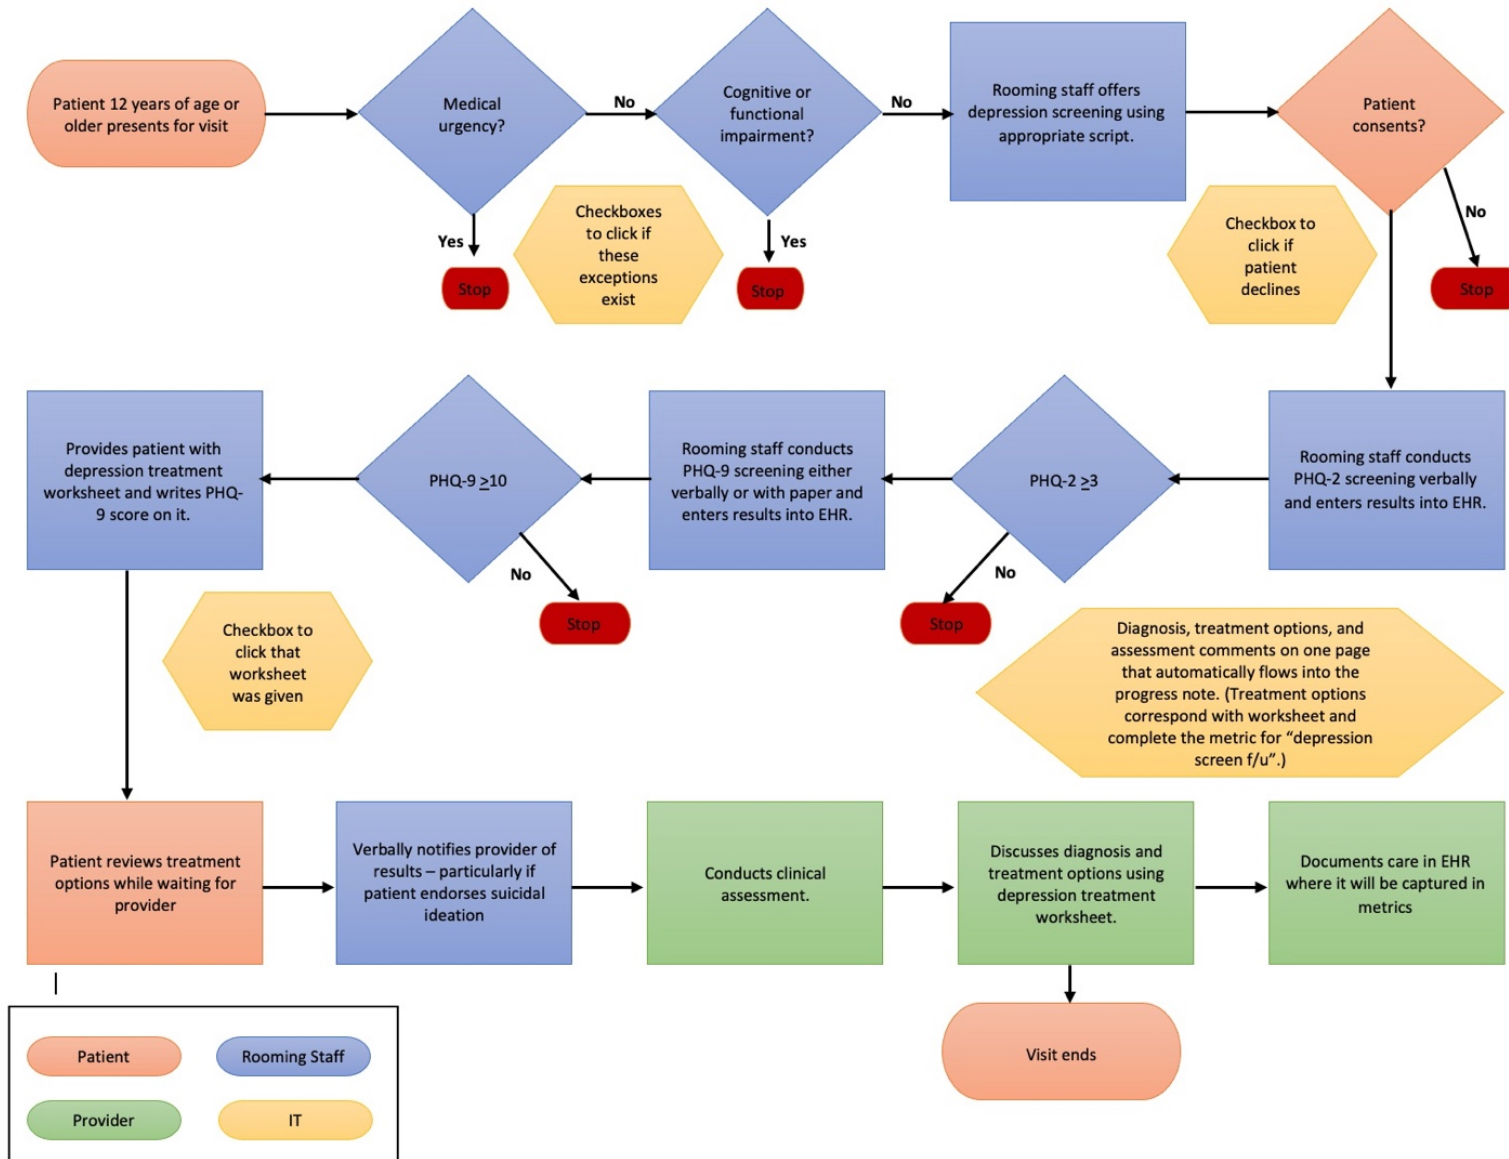 Patient 12 years of age or
older presents for visit
Medical
urgency?
No
Cognitive or
functional
impairment?
No
Rooming staff offers
depression screening using
appropriate script.
Patient
consents?
Yes
Stop
Checkboxes
to click if
these
exceptions
exist
Yes
Stop
Checkbox to
click if
patient
declines
No
Stop
Provides patient with
depression treatment
worksheet and writes PHQ-
9 score on it.
PHQ-9 ≥10
Rooming staff conducts
PHQ-9 screening either
verbally or with paper and
enters results into EHR.
PHQ-2 ≥3
Rooming staff conducts
PHQ-2 screening verbally
and enters results into EHR.
No
Stop
No
Stop
Checkbox to
click that
worksheet
was given
Diagnosis, treatment options, and
assessment comments on one page
that automatically flows into the
progress note. (Treatment options
correspond with worksheet and
complete the metric for “depression
screen f/u”.)
Patient reviews treatment
options while waiting for
provider
Verbally notifies provider of
results – particularly if
patient endorses suicidal
ideation
Conducts clinical
assessment.
Discusses diagnosis and
treatment options using
depression treatment
worksheet.
Documents care in EHR
where it will be captured in
metrics
Visit ends
Patient
Rooming Staff
Provider
IT